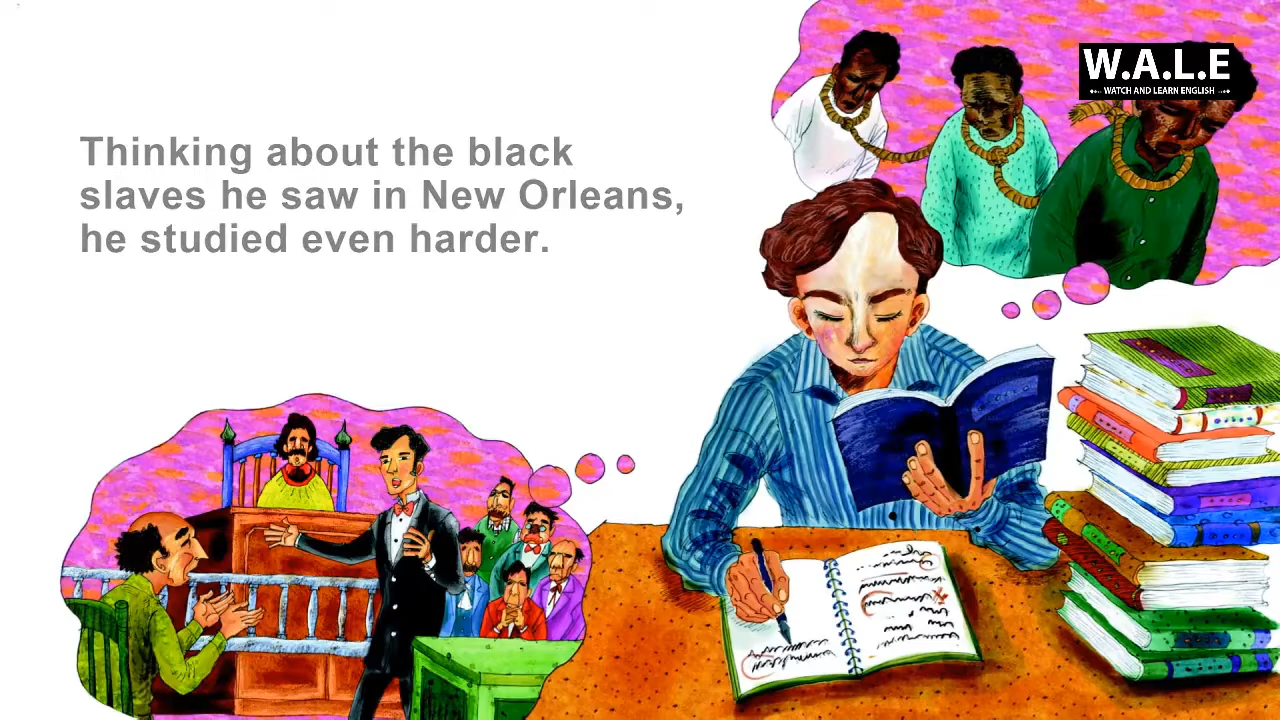 W.A.L.E
WATCH AND LEARN ENGLISH
Thinking about the black
slaves he saw in New Orleans,
he studied even harder.